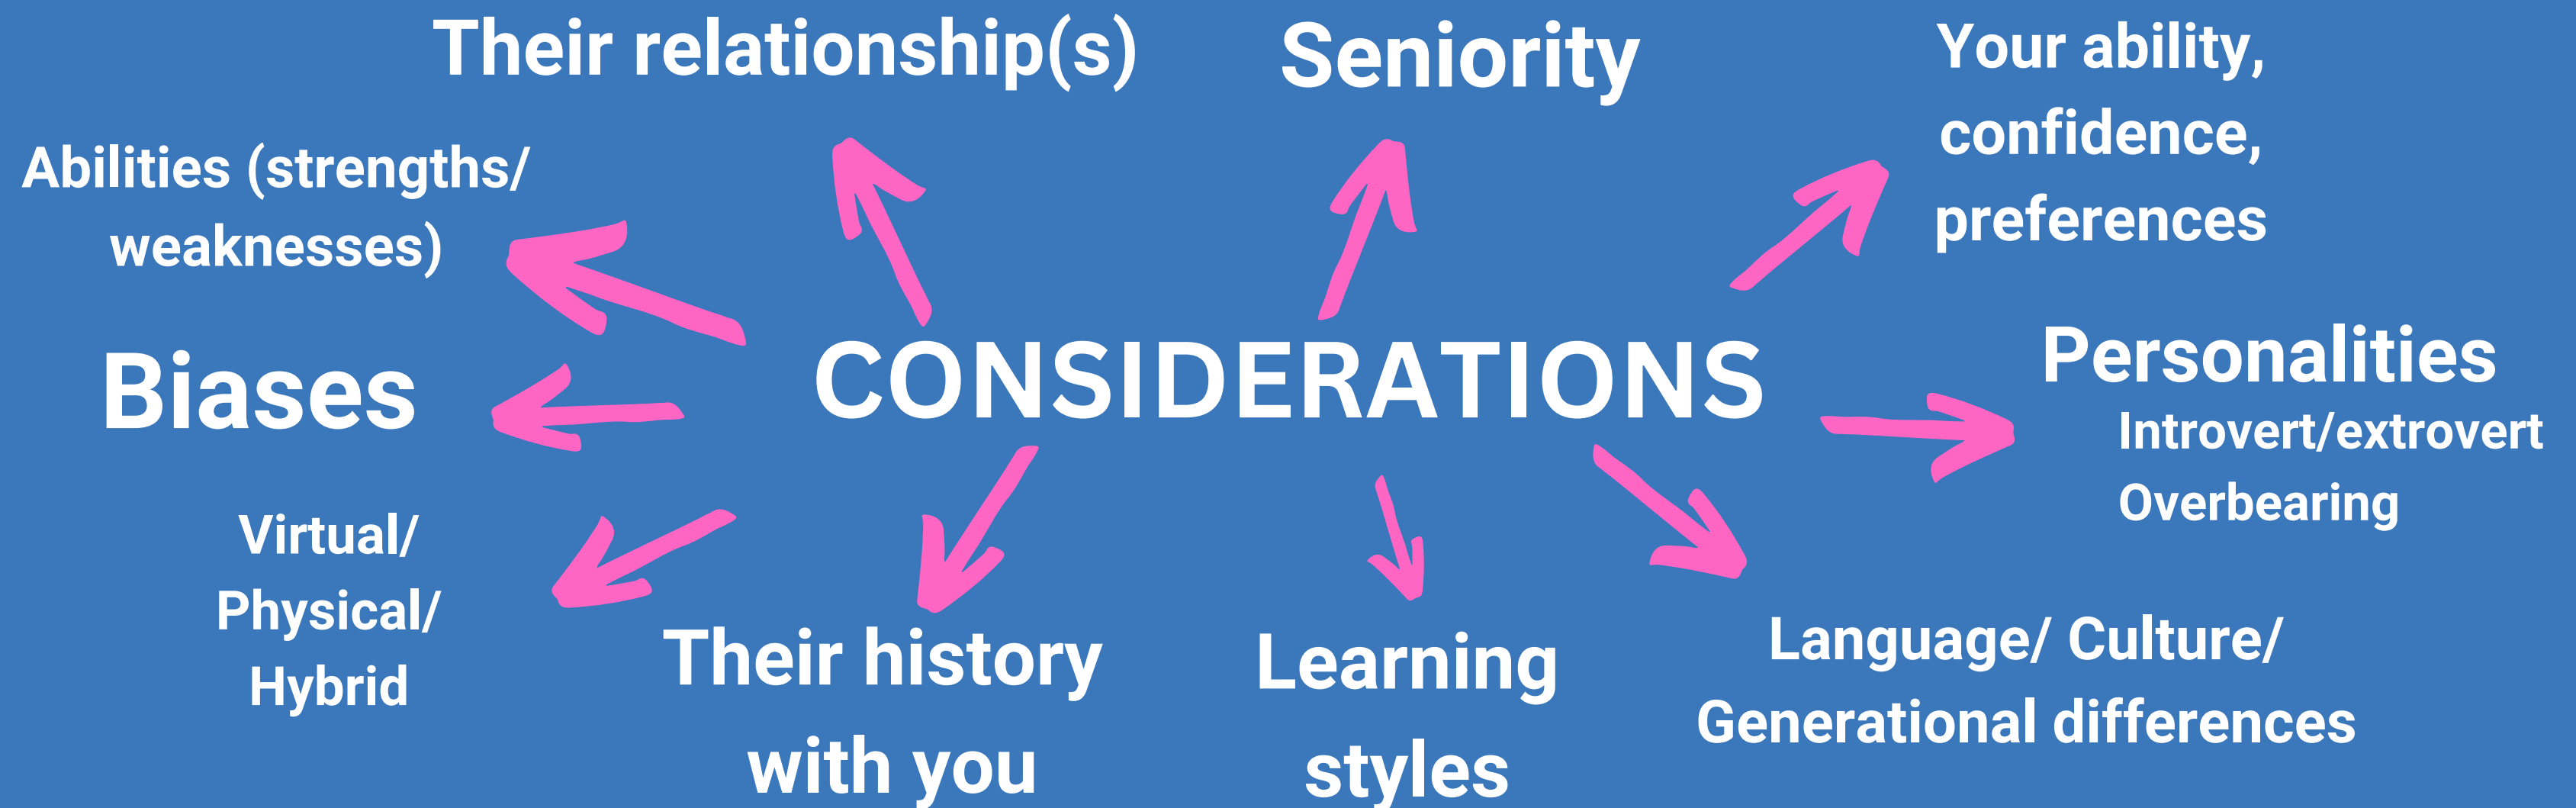 Their relationship(s)
Seniority
Your ability,
confidence,
preferences
Abilities (strengths/
weaknesses)
CONSIDERATIONS
Biases
Personalities
Introvert/extrovert
Overbearing
Virtual/
Physical/
Hybrid
Their history
with you
Learning
styles
Language/ Culture/
Generational differences